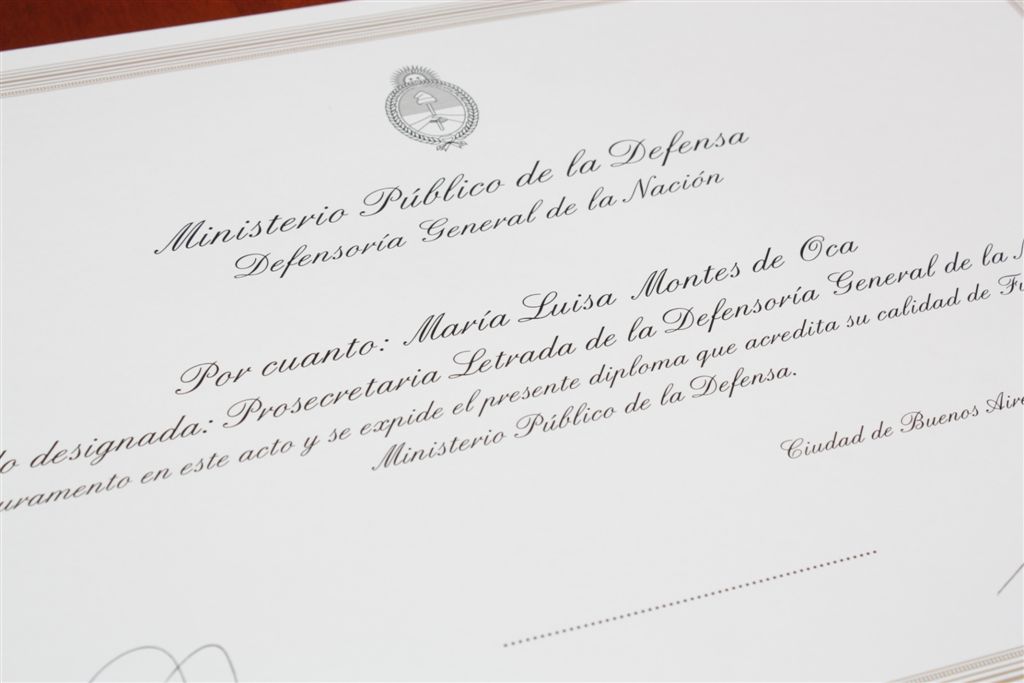 Ministerio Público de la Defensa
Defensoría General de la Nación
Por cuanto: María Luisa Montes de Oca
designada: Prosecretaria Letrada de la Defensoría General de la
en este acto y se expide el presente diploma que acredita su calidad de
Ministerio Público de la Defensa.
Ciudad de Buenos